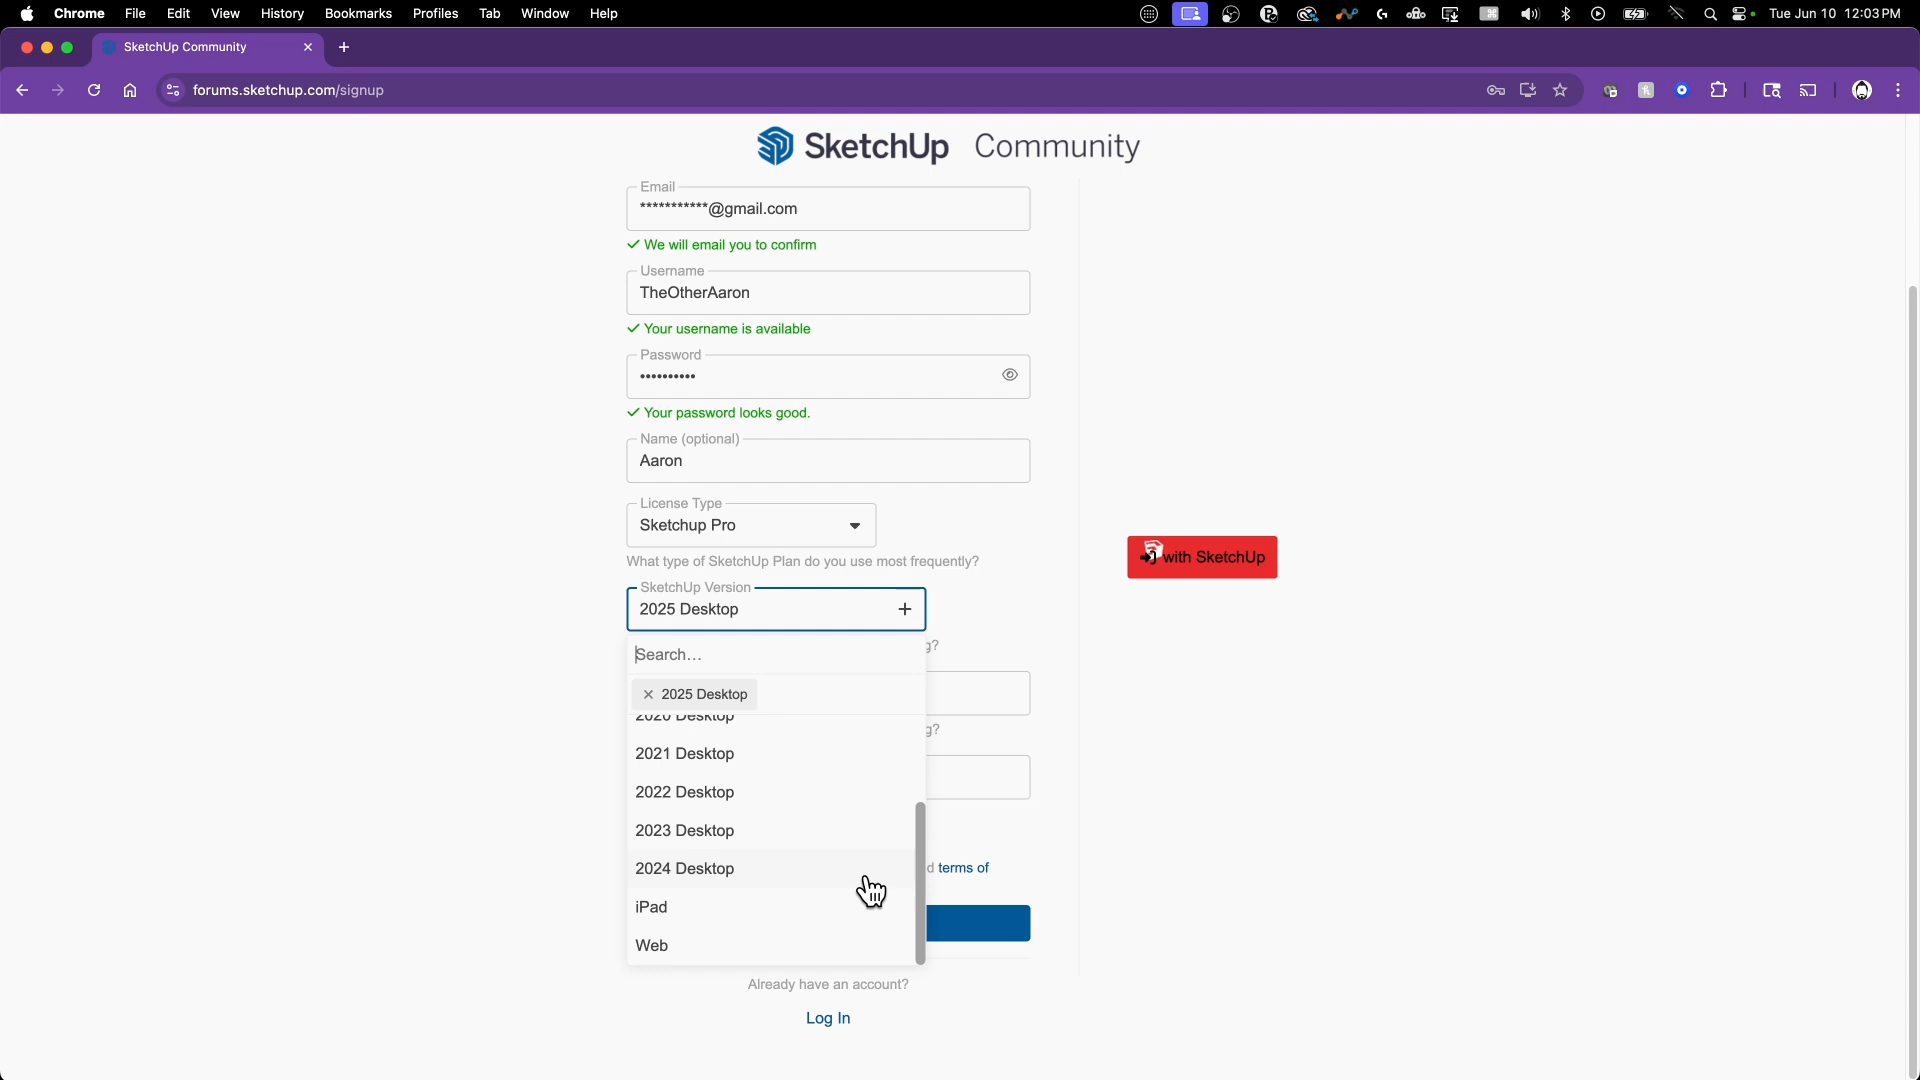 Chrome File Edit View History Bookmarks Profiles Tab Window Help Tue Jun 10 12:03 PM
SketchUp Community
forums.sketchup.com/signup
SketchUp Community
Email
***********@gmail.com
We will email you to confirm
Username
TheOtherAaron
Your username is available
Password
••••••••••
Your password looks good.
Name (optional)
Aaron
License Type
Sketchup Pro
What type of SketchUp Plan do you use most frequently?
with SketchUp
SketchUp Version
2025 Desktop
g?
Search...
2025 Desktop
2020 Desktop
g?
2021 Desktop
2022 Desktop
2023 Desktop
2024 Desktop
d terms of
iPad
Web
Already have an account?
Log In